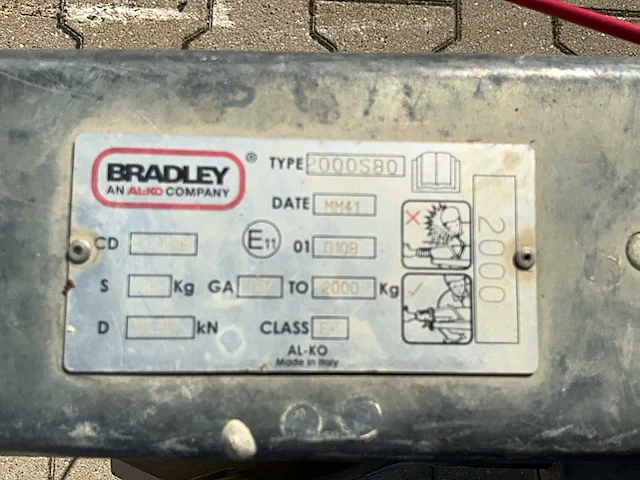 BRADLEY ®
AN AL-KO COMPANY
TYPE 2000S80
DATE MM41
CD
E11 01 0109
S Kg GA TO 2000 Kg
D kN CLASS
AL-KO
Made in Italy
2000